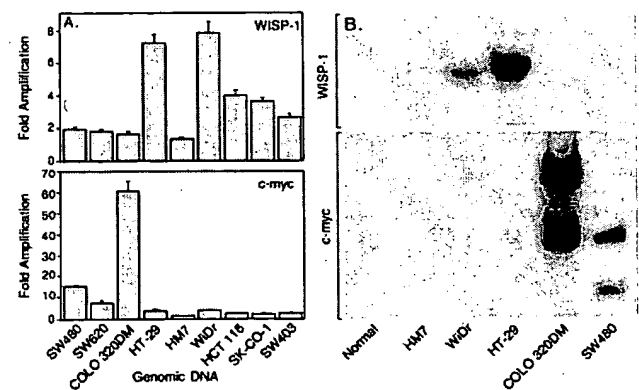 A.
WISP-1
Fold Amplification
8
6
4
2
0
c-myc
Fold Amplification
70
60
50
40
30
20
10
0
SW480
SW620
COLO 320DM
HT-29
HM7
WiDr
HCT 116
SK-CO-1
SW403
Genomic DNA
B.
WISP-1
c-myc
Normal
HM7
WiDr
HT-29
COLO 320DM
SW480